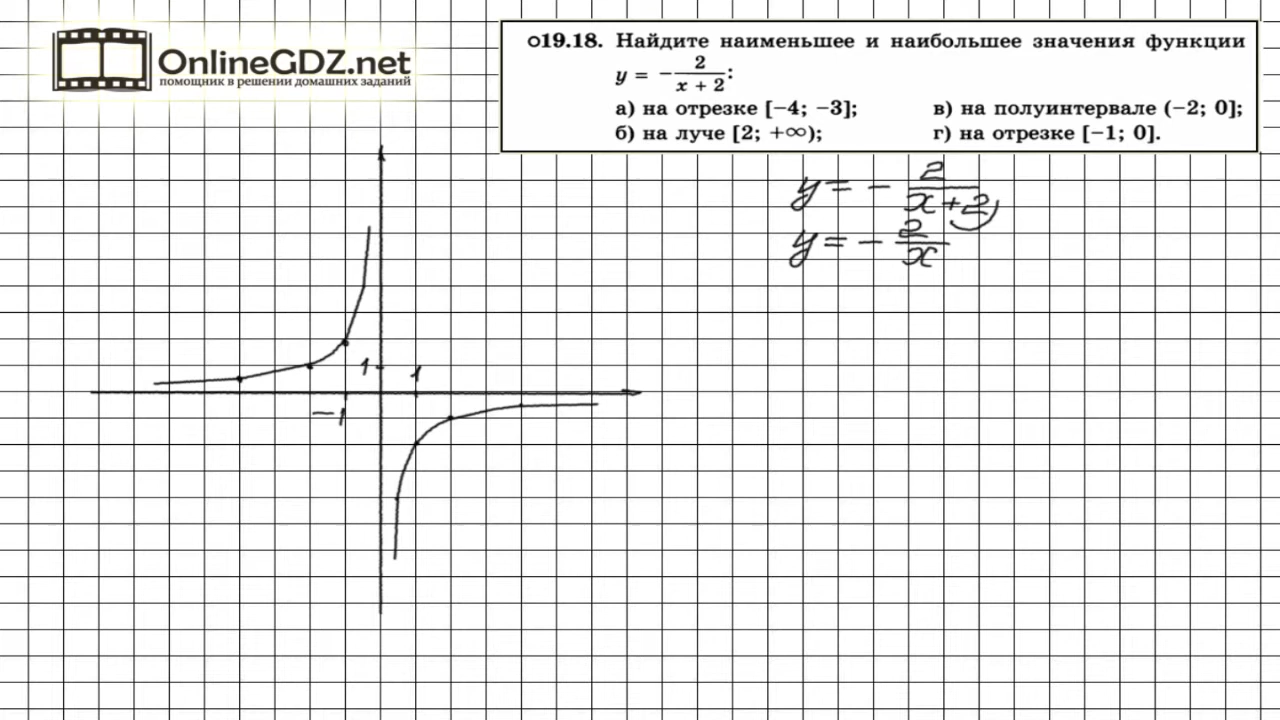 OnlineGDZ.net
помощник в решении домашних заданий
19.18. Найдите наименьшее и наибольшее значения функции
y = −2/(x + 2):
а) на отрезке [−4; −3]; в) на полуинтервале (−2; 0];
б) на луче [2; +∞); г) на отрезке [−1; 0].
y = − 2/(x+2)
y = − 2/x
1
1
−1